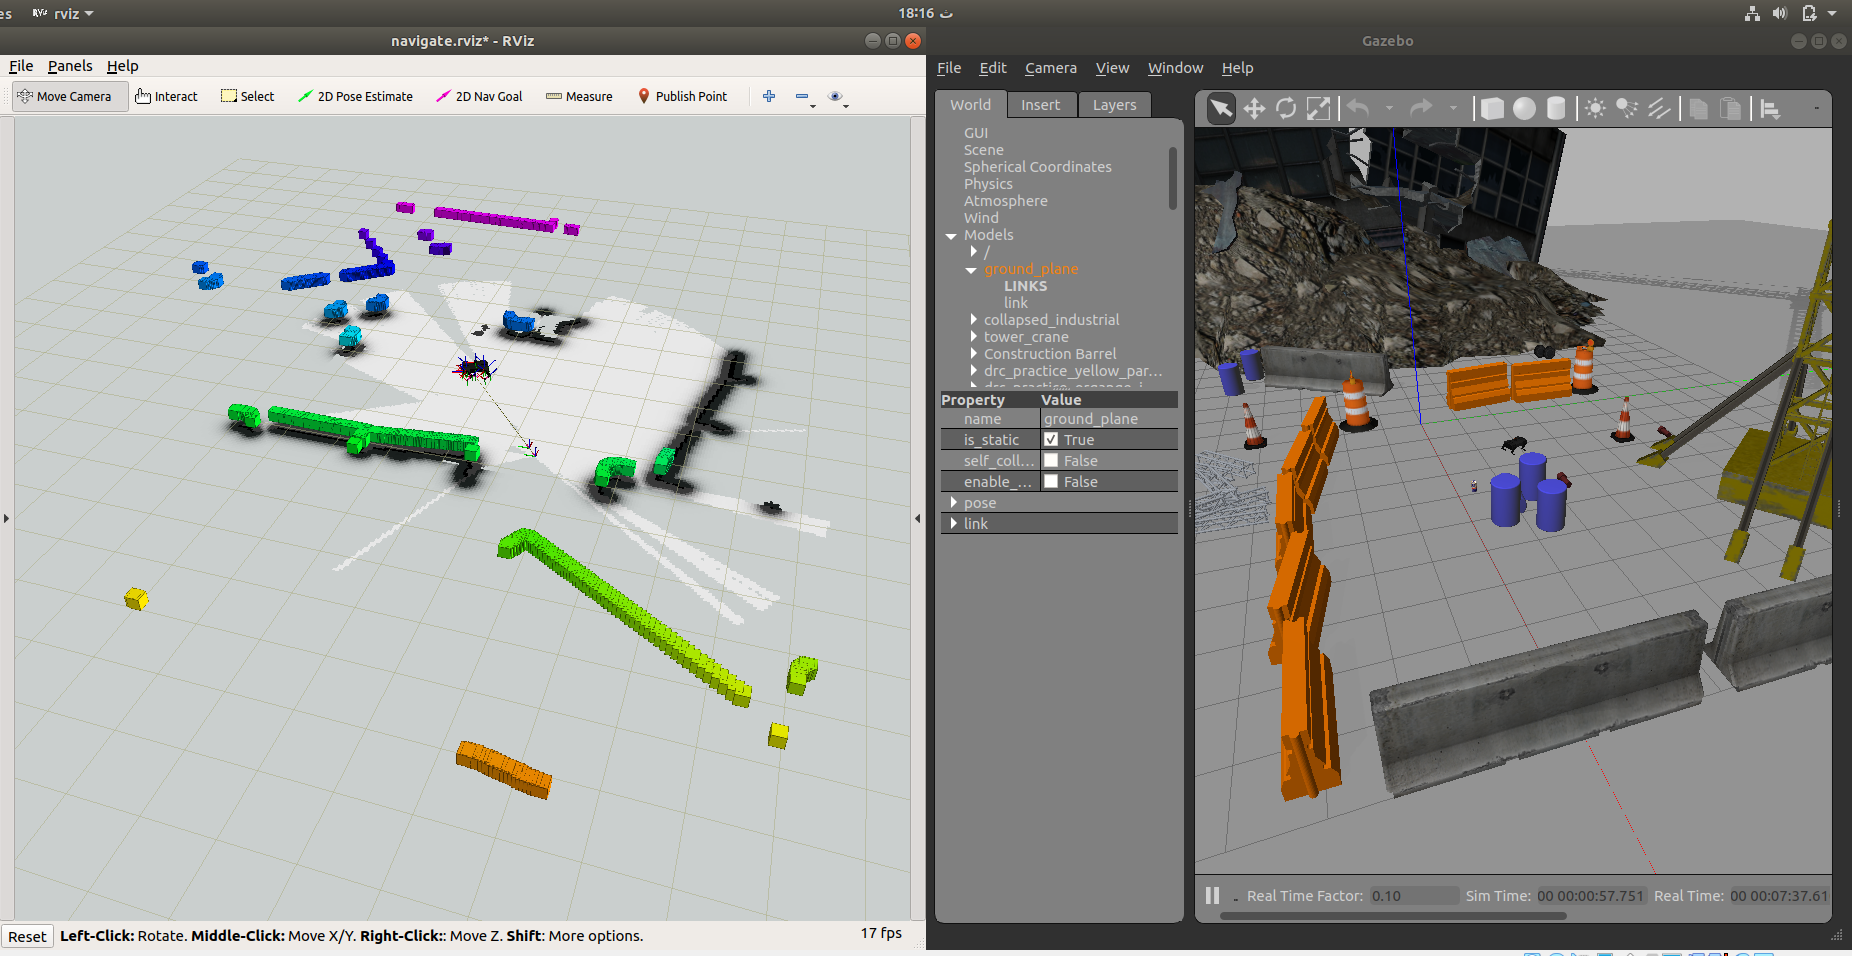 es RViz rviz
18:16 ث
navigate.rviz* - RViz
File Panels Help
Move Camera Interact Select 2D Pose Estimate 2D Nav Goal Measure Publish Point
Reset Left-Click: Rotate. Middle-Click: Move X/Y. Right-Click:: Move Z. Shift: More options.
17 fps
Gazebo
File Edit Camera View Window Help
World Insert Layers
GUI
Scene
Spherical Coordinates
Physics
Atmosphere
Wind
Models
/
ground_plane
LINKS
link
collapsed_industrial
tower_crane
Construction Barrel
drc_practice_yellow_par...
Property Value
name ground_plane
is_static True
self_coll... False
enable_... False
pose
link
Real Time Factor: 0.10 Sim Time: 00 00:00:57.751 Real Time: 00 00:07:37.61